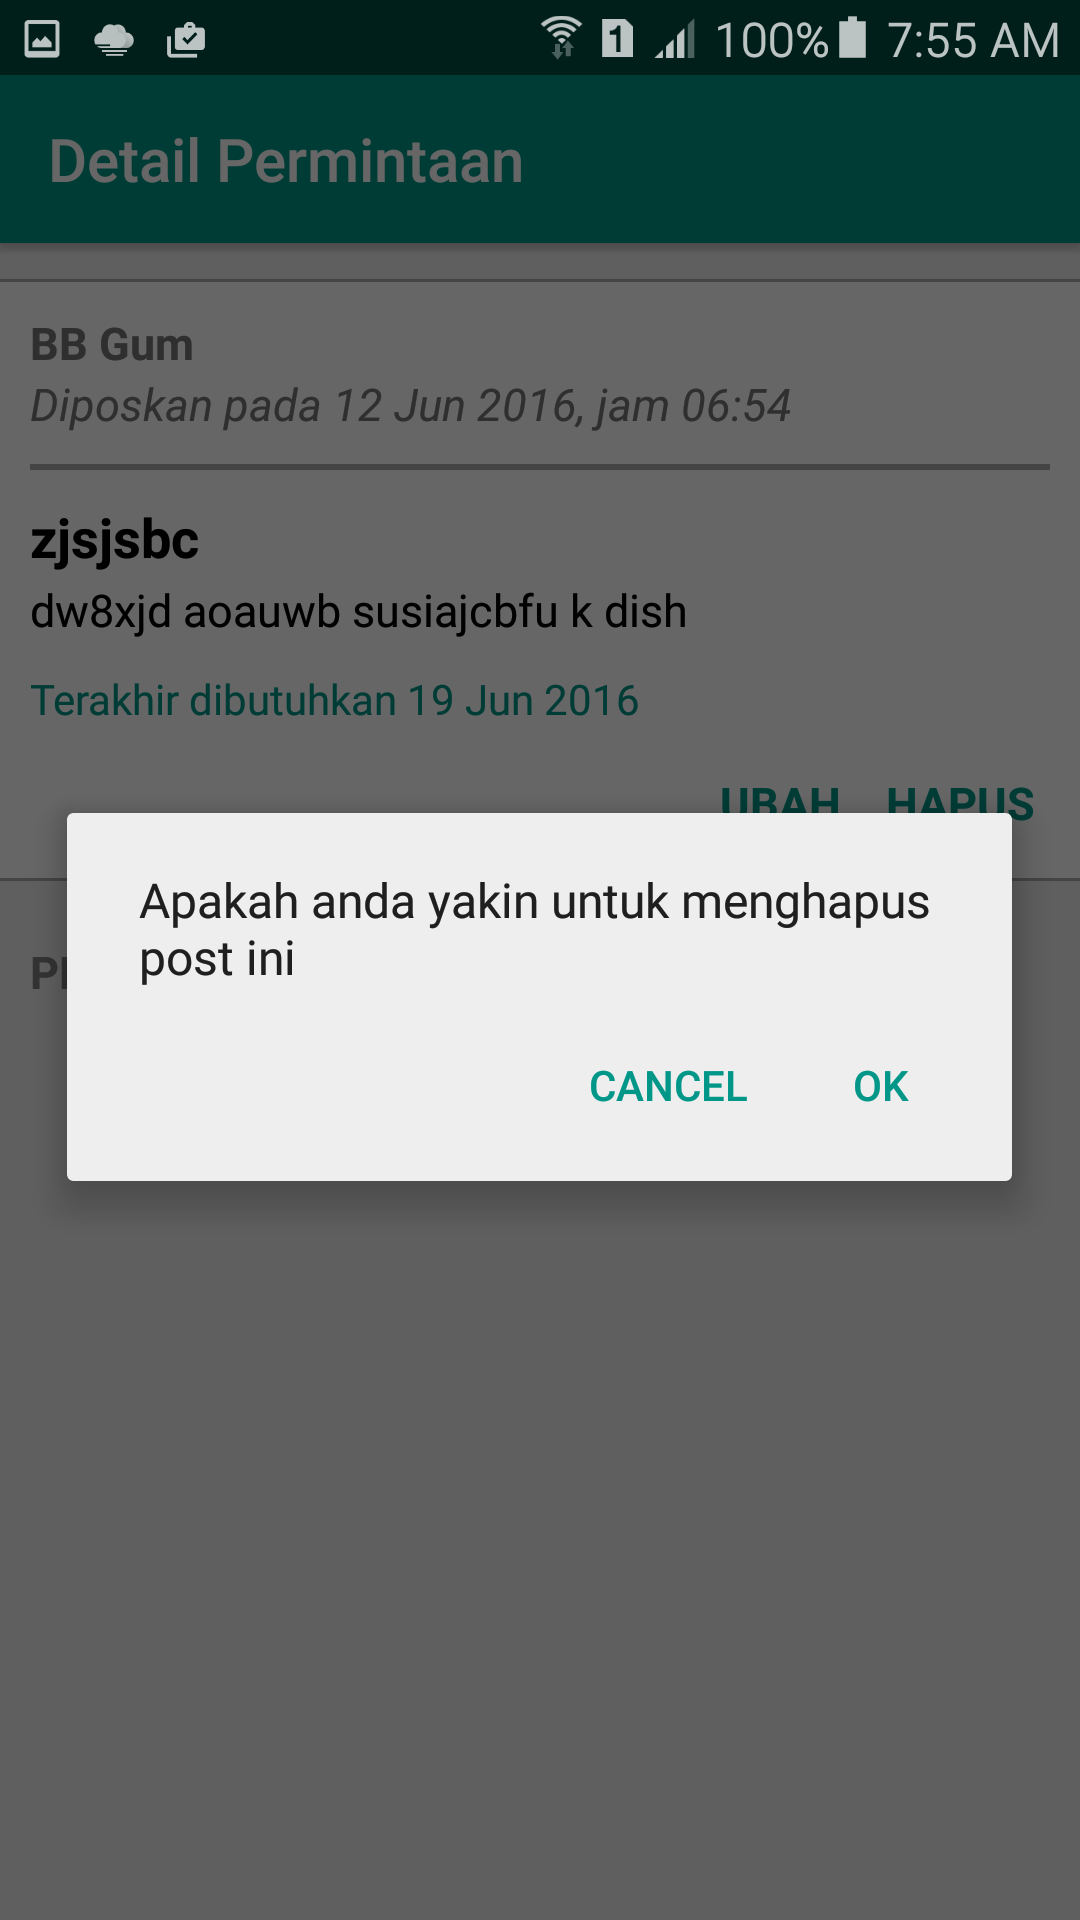 1 100% 7:55 AM
Detail Permintaan
BB Gum
Diposkan pada 12 Jun 2016, jam 06:54
zjsjsbc
dw8xjd aoauwb susiajcbfu k dish
Terakhir dibutuhkan 19 Jun 2016
UBAH HAPUS
Apakah anda yakin untuk menghapus
post ini
CANCEL OK